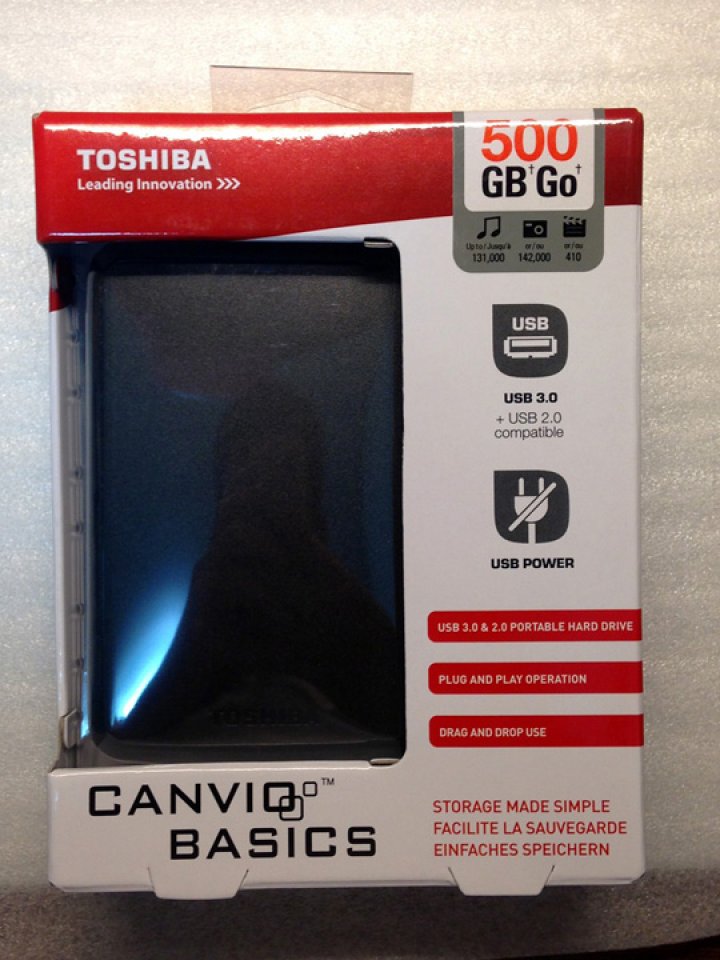 TOSHIBA
Leading Innovation >>>
500
GB† Go†
Up to / Jusqu'à
131,000
or / ou
142,000
or / ou
410
USB
USB 3.0
+ USB 2.0
compatible
USB POWER
USB 3.0 & 2.0 PORTABLE HARD DRIVE
PLUG AND PLAY OPERATION
DRAG AND DROP USE
TOSHIBA
CANVIO™
BASICS
STORAGE MADE SIMPLE
FACILITE LA SAUVEGARDE
EINFACHES SPEICHERN